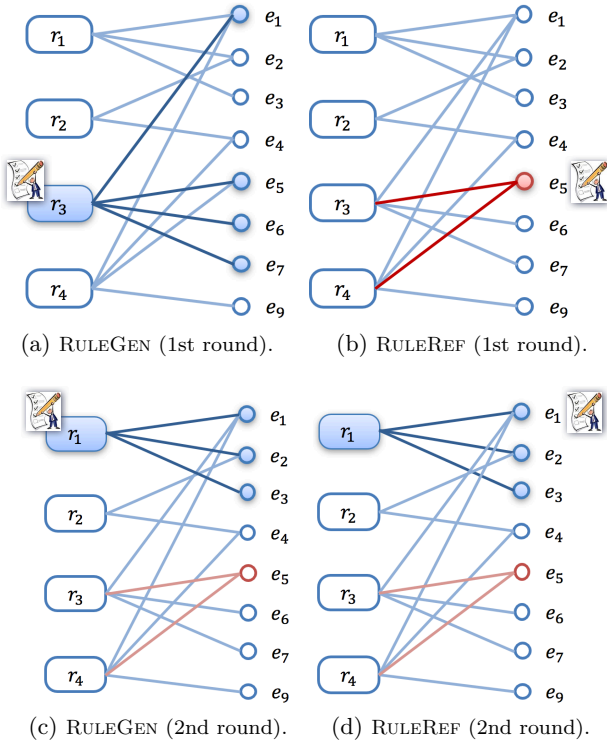 r1
r2
r3
r4
e1
e2
e3
e4
e5
e6
e7
e9
(a) RULEGEN (1st round).
r1
r2
r3
r4
e1
e2
e3
e4
e5
e6
e7
e9
(b) RULEREF (1st round).
r1
r2
r3
r4
e1
e2
e3
e4
e5
e6
e7
e9
(c) RULEGEN (2nd round).
r1
r2
r3
r4
e1
e2
e3
e4
e5
e6
e7
e9
(d) RULEREF (2nd round).